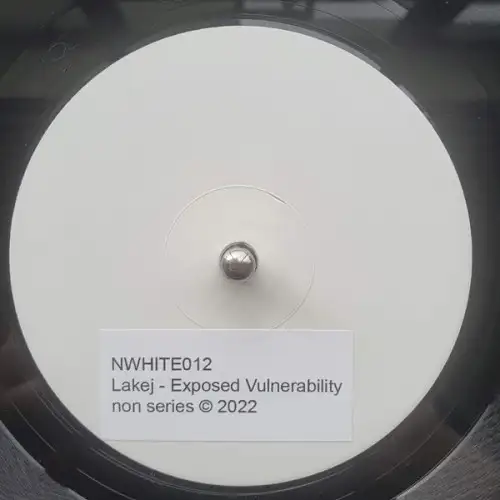 NWHITE012
Lakej - Exposed Vulnerability
non series © 2022